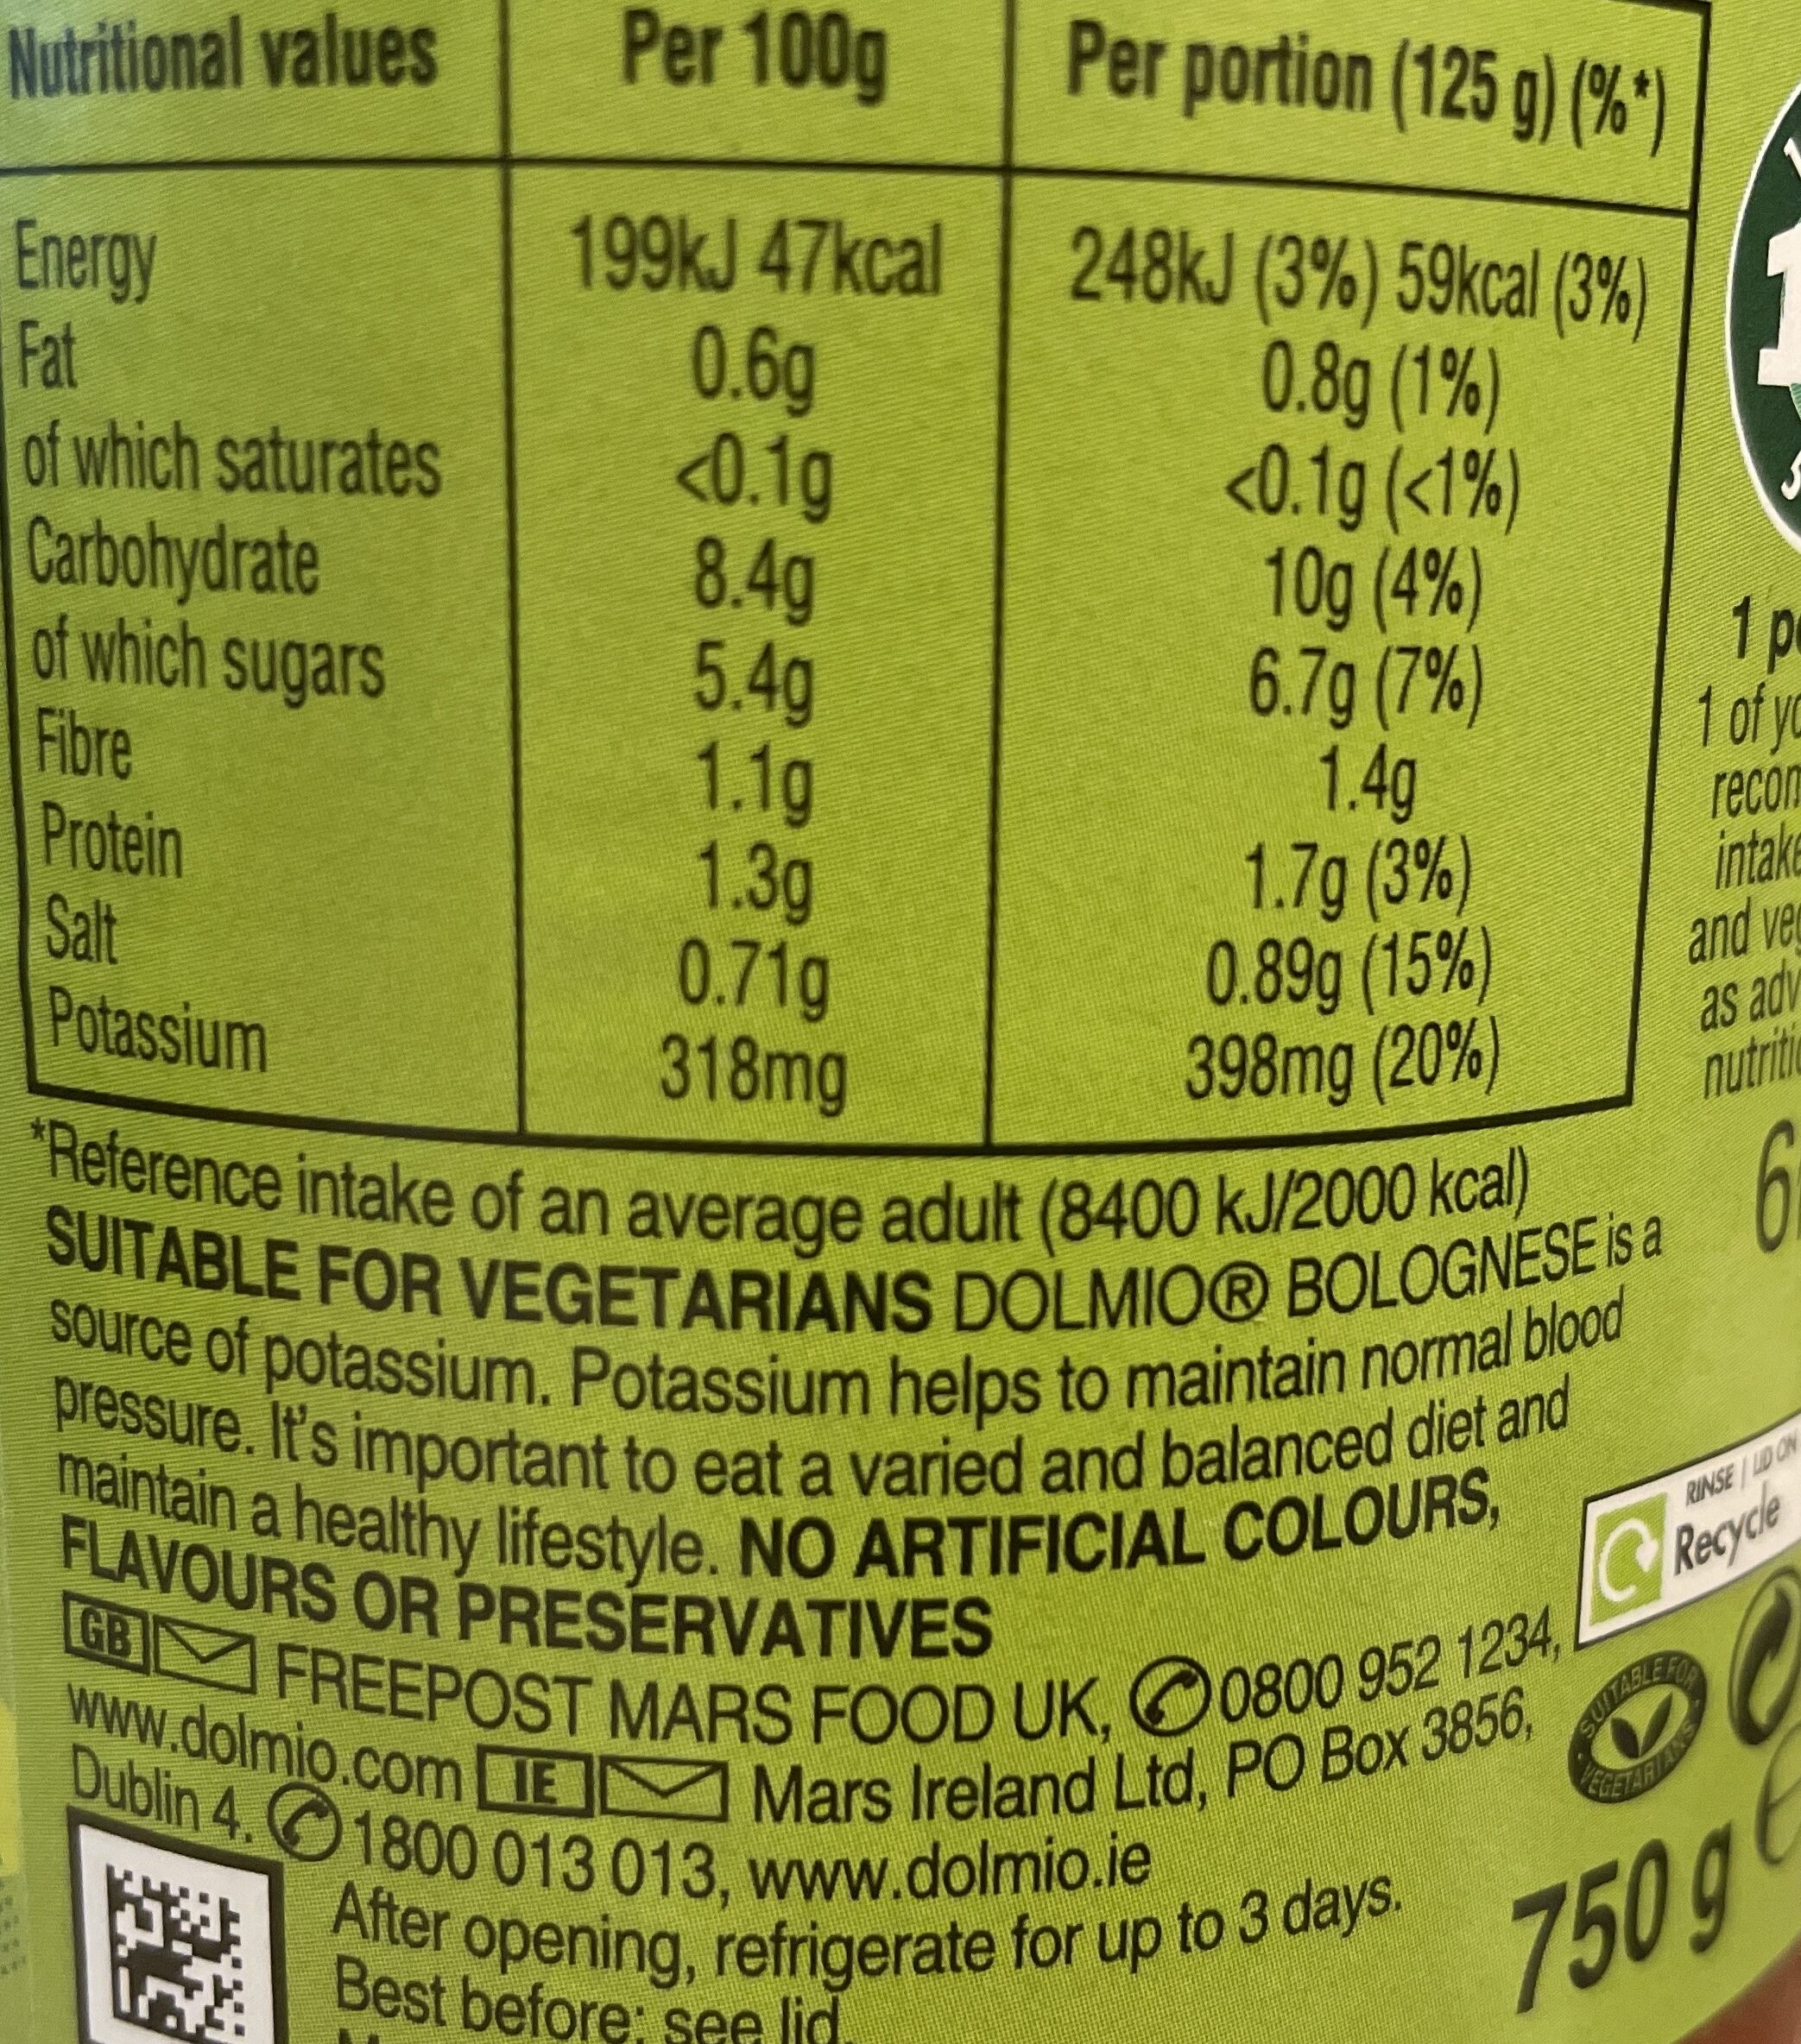 Nutritional values Per 100g Per portion (125 g) (%*)
Energy 199kJ 47kcal 248kJ (3%) 59kcal (3%)
Fat 0.6g 0.8g (1%)
of which saturates <0.1g <0.1g (<1%)
Carbohydrate 8.4g 10g (4%)
of which sugars 5.4g 6.7g (7%)
Fibre 1.1g 1.4g
Protein 1.3g 1.7g (3%)
Salt 0.71g 0.89g (15%)
Potassium 318mg 398mg (20%)
*Reference intake of an average adult (8400 kJ/2000 kcal)
SUITABLE FOR VEGETARIANS DOLMIO® BOLOGNESE is a
source of potassium. Potassium helps to maintain normal blood
pressure. It's important to eat a varied and balanced diet and
maintain a healthy lifestyle. NO ARTIFICIAL COLOURS,
FLAVOURS OR PRESERVATIVES
GB FREEPOST MARS FOOD UK, 0800 952 1234,
www.dolmio.com IE Mars Ireland Ltd, PO Box 3856,
Dublin 4. 1800 013 013, www.dolmio.ie
After opening, refrigerate for up to 3 days.
Best before: see lid.
1
1 of
and
as
RINSE | LID ON
Recycle
SUITABLE FOR
VEGETARIANS
750 g e